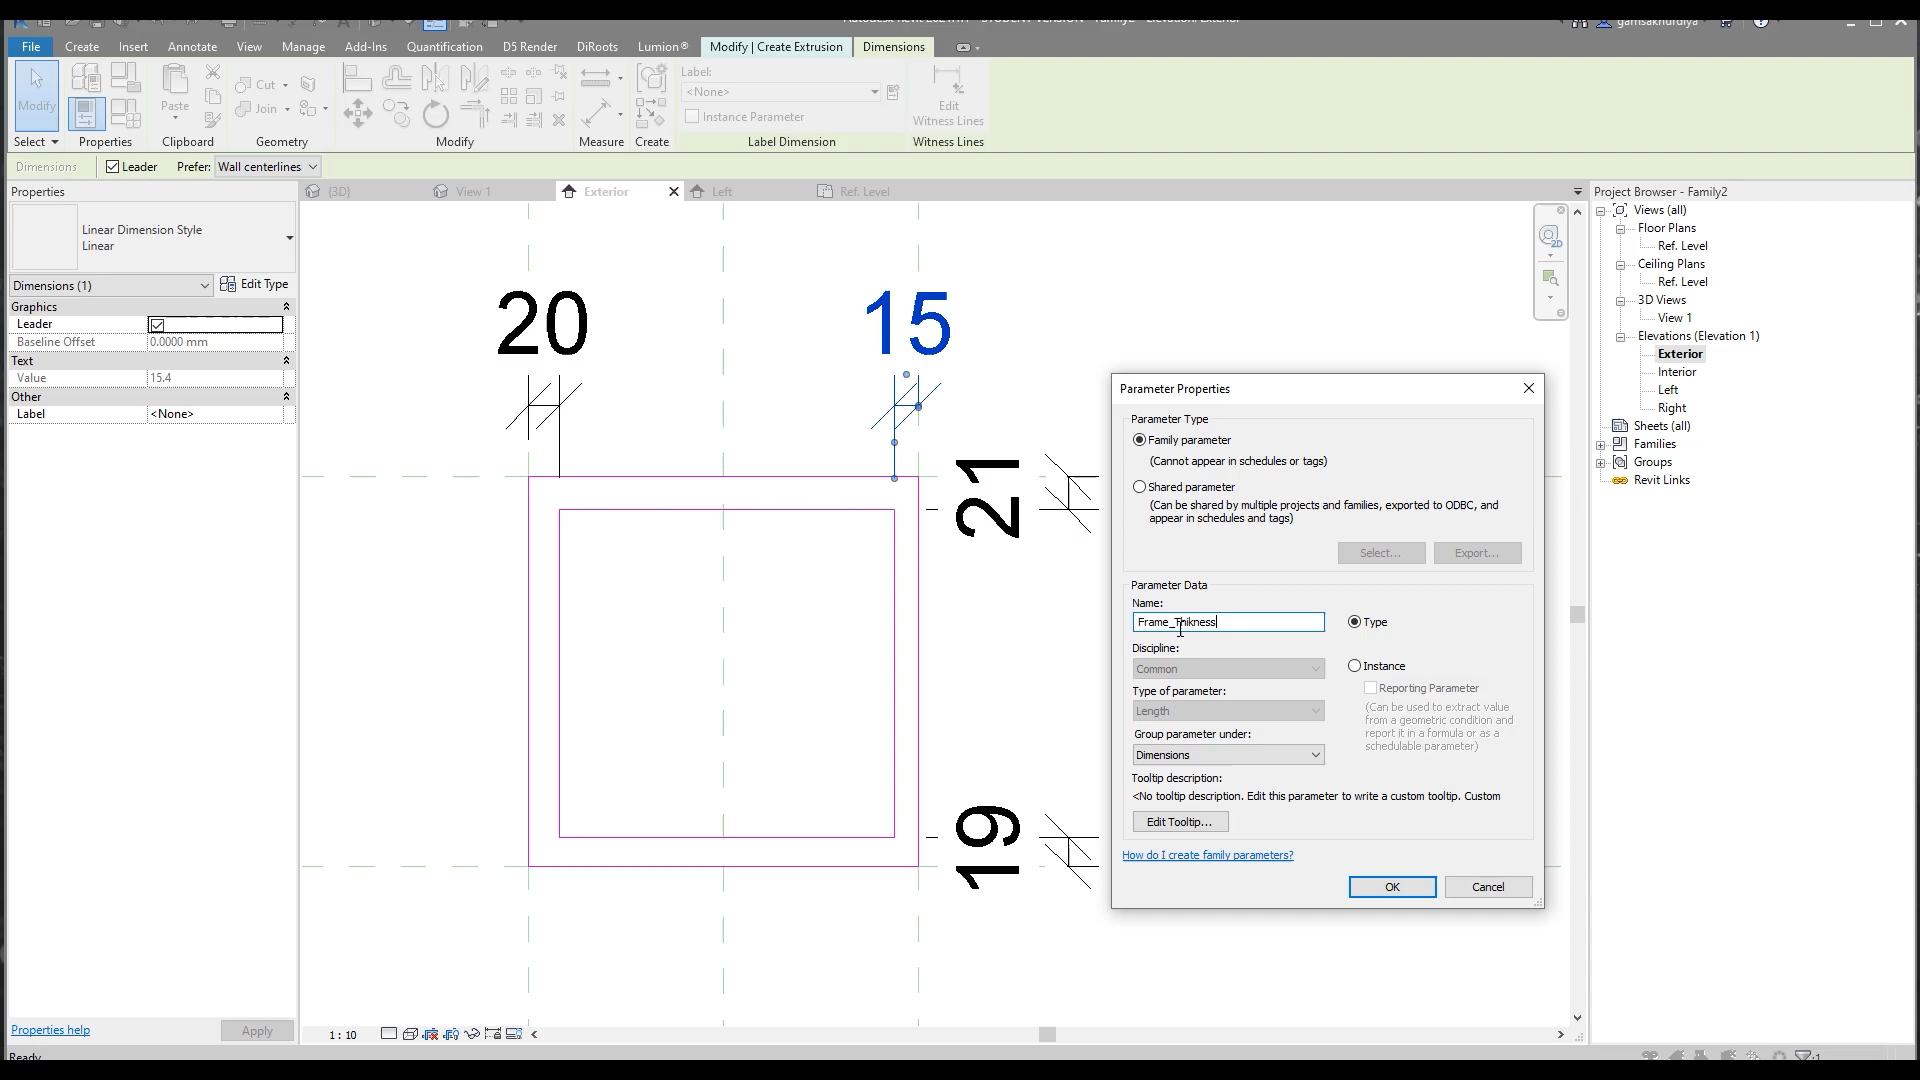 gamsakhurdiya
File Create Insert Annotate View Manage Add-Ins Quantification D5 Render DiRoots Lumion® Modify | Create Extrusion Dimensions
Modify
Paste
Cut
Join
Label:
<None>
Instance Parameter
Edit
Witness Lines
Select Properties Clipboard Geometry Modify Measure Create Label Dimension Witness Lines
Dimensions Leader Prefer: Wall centerlines
Properties
{3D} View 1 Exterior Left Ref. Level
Linear Dimension Style
Linear
Dimensions (1) Edit Type
Graphics
Leader
Baseline Offset 0.0000 mm
Text
Value 15.4
Other
Label <None>
Properties help Apply
20
15
21
19
1 : 10
2D
Parameter Properties
Parameter Type
Family parameter
(Cannot appear in schedules or tags)
Shared parameter
(Can be shared by multiple projects and families, exported to ODBC, and
appear in schedules and tags)
Select... Export...
Parameter Data
Name:
Frame_Thikness
Type
Discipline:
Common
Instance
Type of parameter:
Reporting Parameter
Length
(Can be used to extract value
from a geometric condition and
report it in a formula or as a
schedulable parameter)
Group parameter under:
Dimensions
Tooltip description:
<No tooltip description. Edit this parameter to write a custom tooltip. Custom
Edit Tooltip...
How do I create family parameters?
OK Cancel
Project Browser - Family2
Views (all)
Floor Plans
Ref. Level
Ceiling Plans
Ref. Level
3D Views
View 1
Elevations (Elevation 1)
Exterior
Interior
Left
Right
Sheets (all)
Families
Groups
Revit Links
Ready
:1